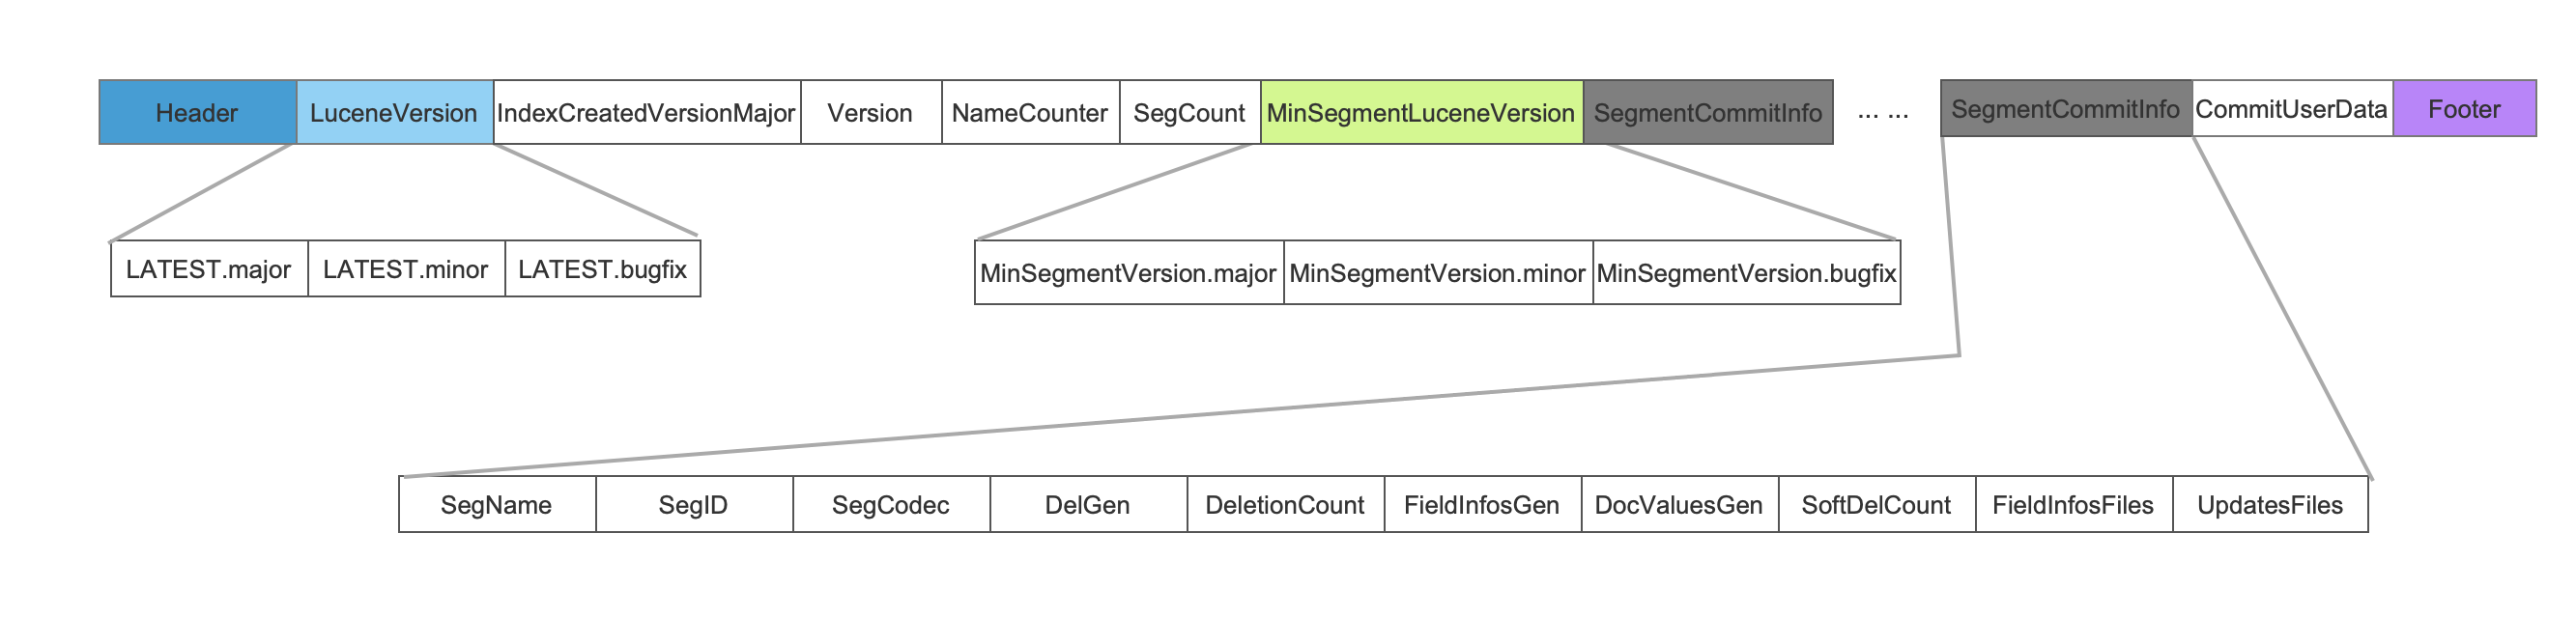 Header LuceneVersion IndexCreatedVersionMajor Version NameCounter SegCount MinSegmentLuceneVersion SegmentCommitInfo ... ... SegmentCommitInfo CommitUserData Footer
LATEST.major LATEST.minor LATEST.bugfix
MinSegmentVersion.major MinSegmentVersion.minor MinSegmentVersion.bugfix
SegName SegID SegCodec DelGen DeletionCount FieldInfosGen DocValuesGen SoftDelCount FieldInfosFiles UpdatesFiles